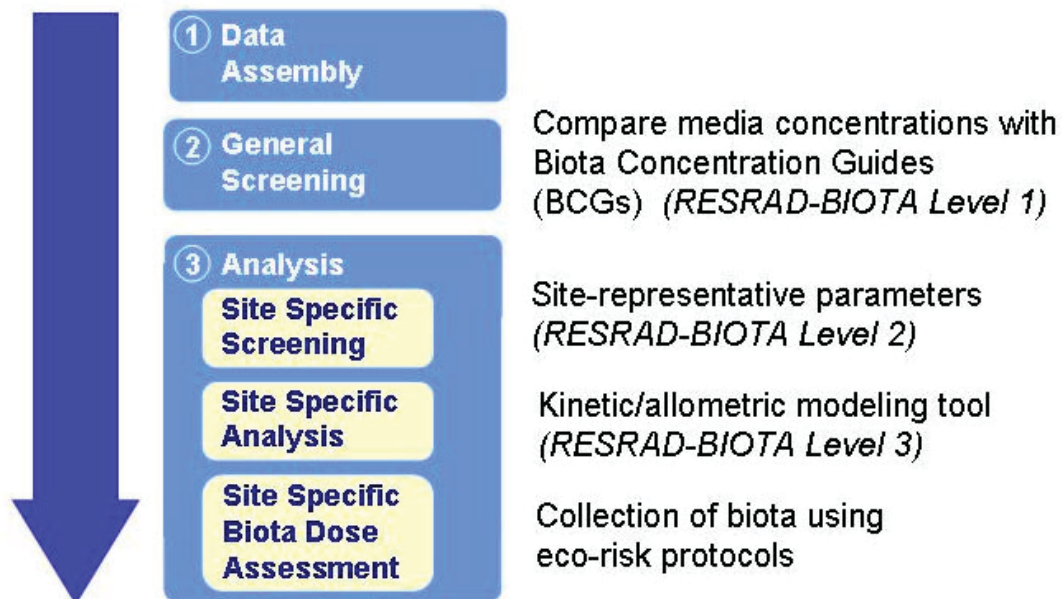 ① Data
Assembly
② General
Screening
Compare media concentrations with
Biota Concentration Guides
(BCGs) (RESRAD-BIOTA Level 1)
③ Analysis
Site Specific
Screening
Site-representative parameters
(RESRAD-BIOTA Level 2)
Site Specific
Analysis
Kinetic/allometric modeling tool
(RESRAD-BIOTA Level 3)
Site Specific
Biota Dose
Assessment
Collection of biota using
eco-risk protocols